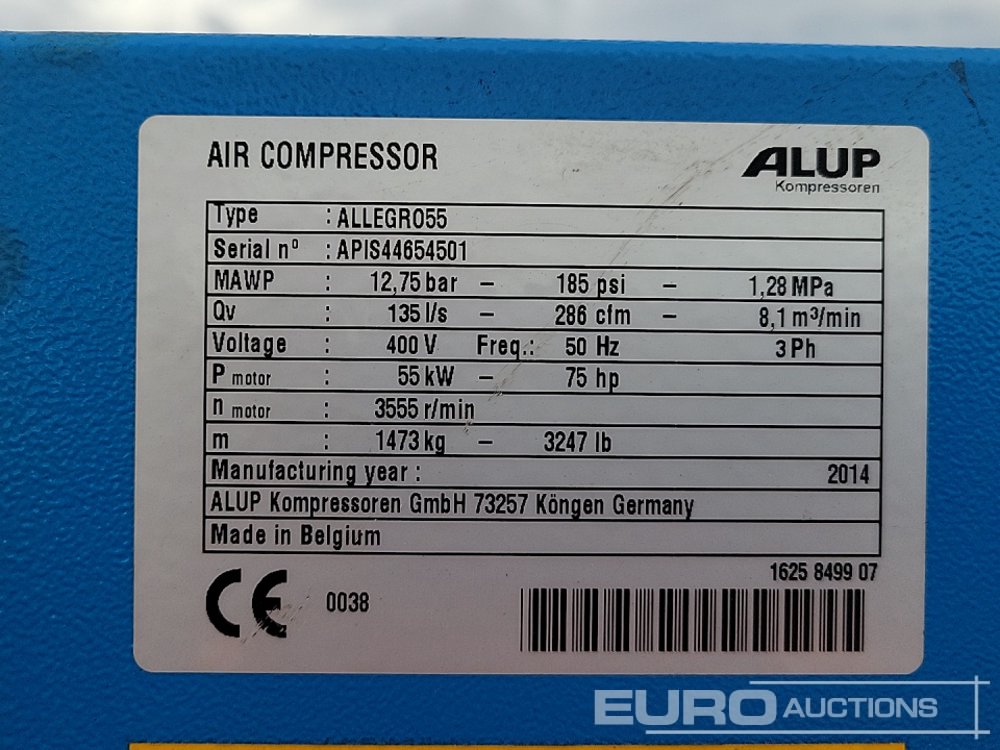 AIR COMPRESSOR
ALUP
Kompressoren
Type : ALLEGRO55
Serial nº : APIS44654501
MAWP : 12,75 bar – 185 psi – 1,28 MPa
Qv : 135 l/s – 286 cfm – 8,1 m³/min
Voltage : 400 V Freq.: 50 Hz 3 Ph
P motor : 55 kW – 75 hp
n motor : 3555 r/min
m : 1473 kg – 3247 lb
Manufacturing year : 2014
ALUP Kompressoren GmbH 73257 Köngen Germany
Made in Belgium
1625 8499 07
CE 0038
EURO AUCTIONS